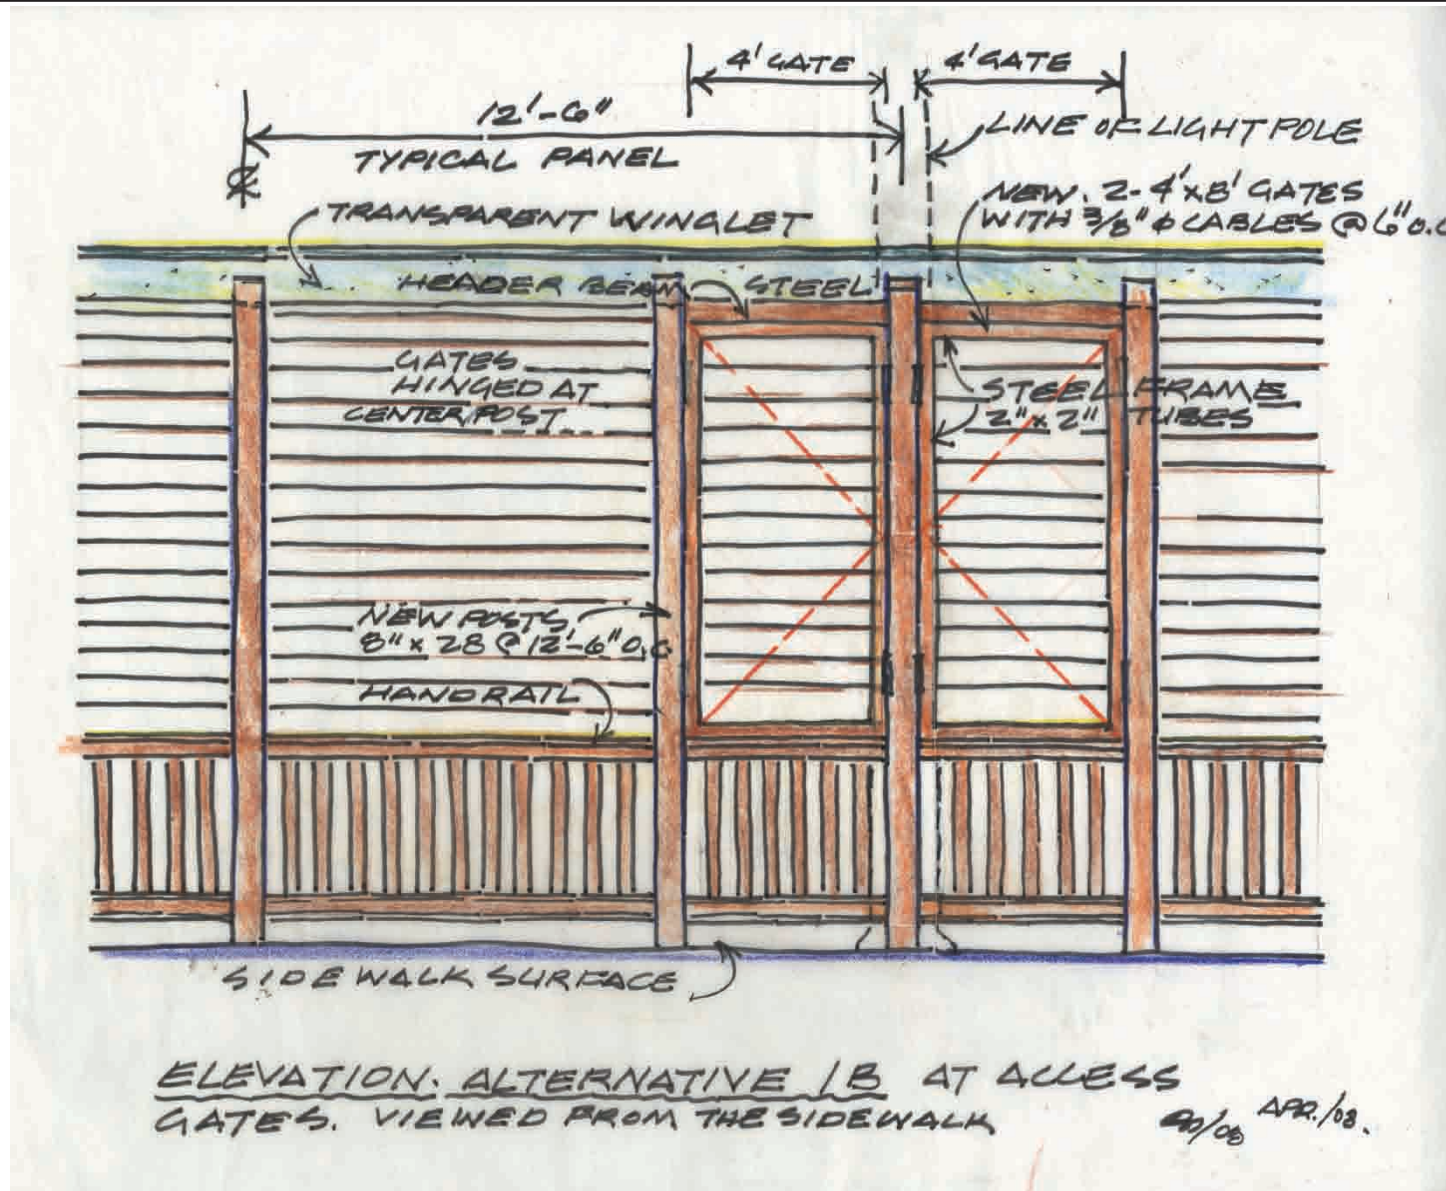 4' GATE
4' GATE
12'-6"
TYPICAL PANEL
LINE OF LIGHT POLE
NEW. 2-4'x8' GATES
WITH 3/8" ϕ CABLES @ 6" O.C
TRANSPARENT WINGLET
HEADER BEAM STEEL
GATES
HINGED AT
CENTER POST
STEEL FRAME
2" x 2" TUBES
NEW POSTS
8" x 28 @ 12'-6" O.C
HANDRAIL
SIDEWALK SURFACE
ELEVATION. ALTERNATIVE 1B AT ACCESS
GATES. VIEWED FROM THE SIDEWALK
APR./08.